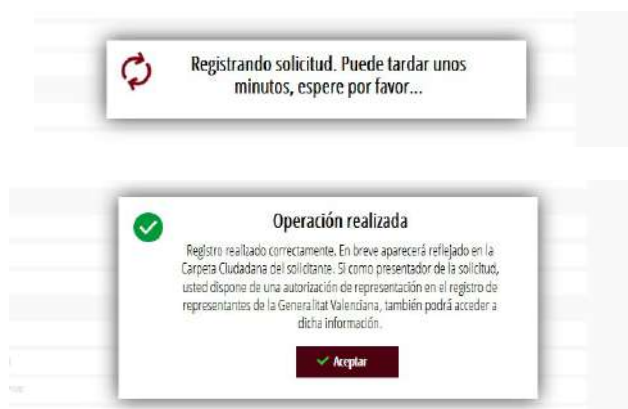 Registrando solicitud. Puede tardar unos
minutos, espere por favor...
Operación realizada
Registro realizado correctamente. En breve aparecerá reflejado en la
Carpeta Ciudadana del solicitante. Si como presentador de la solicitud,
usted dispone de una autorización de representación en el registro de
representantes de la Generalitat Valenciana, también podrá acceder a
dicha información.
Aceptar